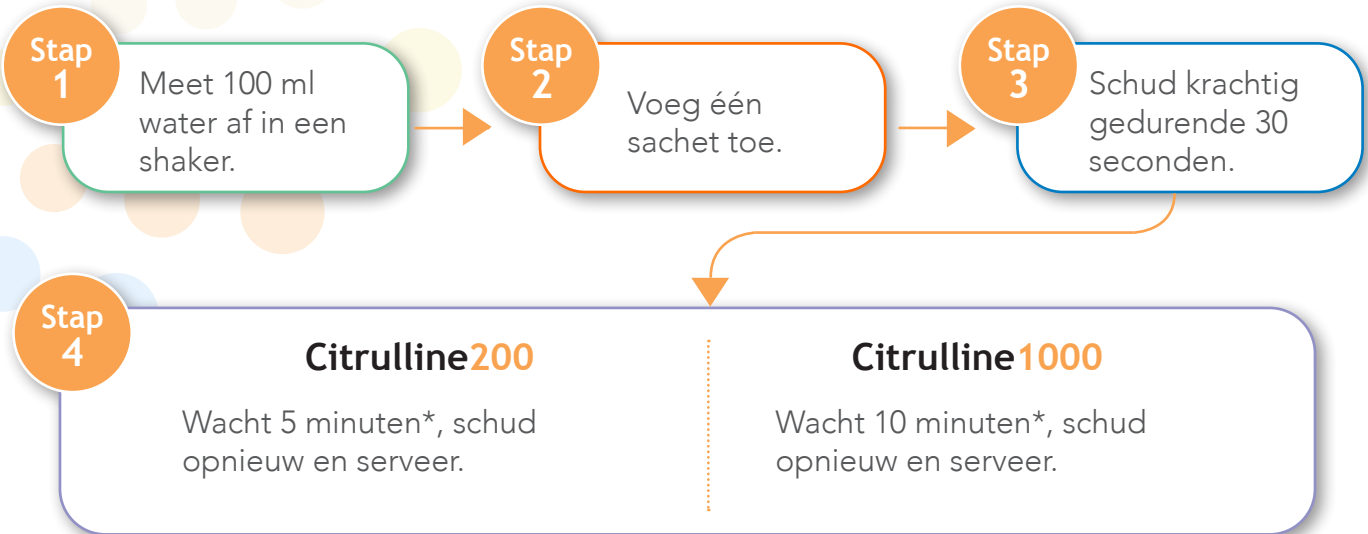 Stap
1
Meet 100 ml
water af in een
shaker.
Stap
2
Voeg één
sachet toe.
Stap
3
Schud krachtig
gedurende 30
seconden.
Stap
4
Citrulline200
Wacht 5 minuten*, schud
opnieuw en serveer.
Citrulline1000
Wacht 10 minuten*, schud
opnieuw en serveer.